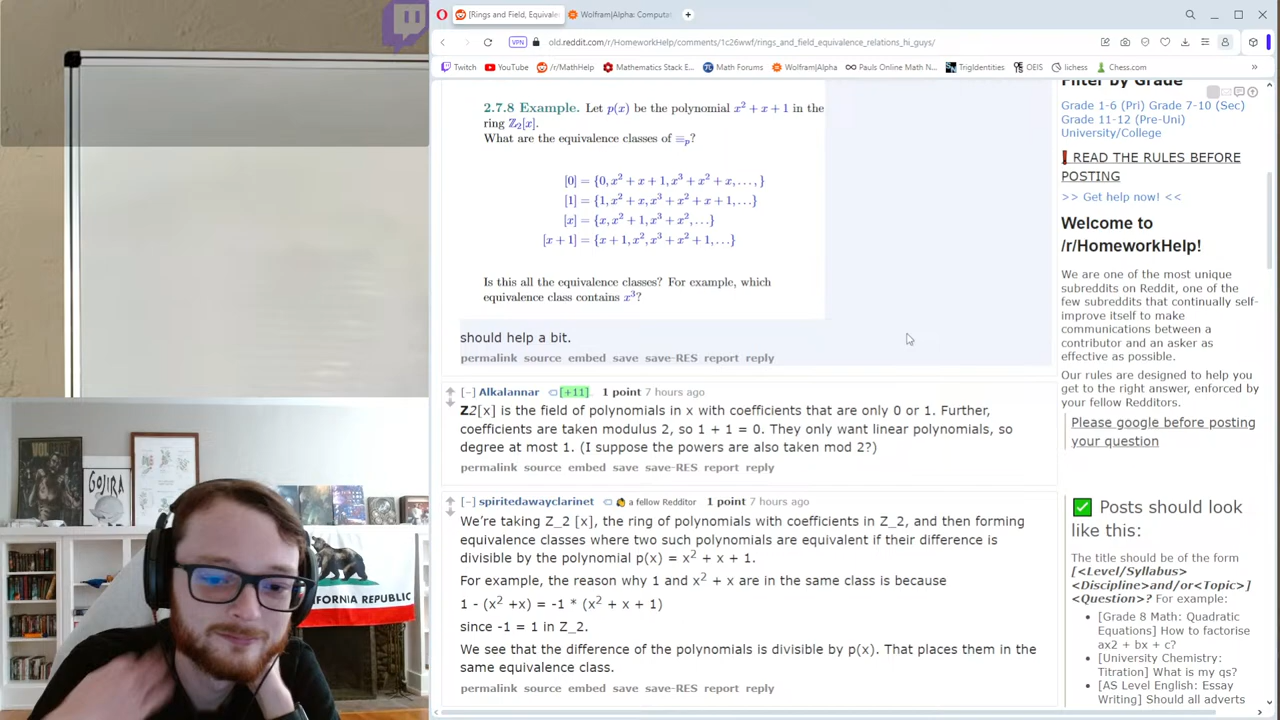 [Rings and Field, Equivale
Wolfram|Alpha: Computat
VPN
old.reddit.com/r/HomeworkHelp/comments/1c26wwf/rings_and_field_equivalence_relations_hi_guys/
Twitch
YouTube
/r/MathHelp
Mathematics Stack E...
Math Forums
Wolfram|Alpha
Pauls Online Math N...
TrigIdentities
OEIS
lichess
Chess.com
2.7.8 Example. Let p(x) be the polynomial x² + x + 1 in the
ring ℤ₂[x].
What are the equivalence classes of ≡ₚ?
[0] = {0, x² + x + 1, x³ + x² + x, . . . , }
[1] = {1, x² + x, x³ + x² + x + 1, . . .}
[x] = {x, x² + 1, x³ + x², . . .}
[x + 1] = {x + 1, x², x³ + x² + 1, . . .}
Is this all the equivalence classes? For example, which
equivalence class contains x³?
should help a bit.
permalink source embed save save-RES report reply
[–] Alkalannar [+11] 1 point 7 hours ago
Z2[x] is the field of polynomials in x with coefficients that are only 0 or 1. Further,
coefficients are taken modulus 2, so 1 + 1 = 0. They only want linear polynomials, so
degree at most 1. (I suppose the powers are also taken mod 2?)
permalink source embed save save-RES report reply
[–] spiritedawayclarinet a fellow Redditor 1 point 7 hours ago
We're taking Z_2 [x], the ring of polynomials with coefficients in Z_2, and then forming
equivalence classes where two such polynomials are equivalent if their difference is
divisible by the polynomial p(x) = x² + x + 1.
For example, the reason why 1 and x² + x are in the same class is because
1 - (x² +x) = -1 * (x² + x + 1)
since -1 = 1 in Z_2.
We see that the difference of the polynomials is divisible by p(x). That places them in the
same equivalence class.
permalink source embed save save-RES report reply
Filter by Grade
Grade 1-6 (Pri) Grade 7-10 (Sec)
Grade 11-12 (Pre-Uni)
University/College
READ THE RULES BEFORE
POSTING
>> Get help now! <<
Welcome to
/r/HomeworkHelp!
We are one of the most unique
subreddits on Reddit, one of the
few subreddits that continually self-
improve itself to make
communications between a
contributor and an asker as
effective as possible.
Our rules are designed to help you
get to the right answer, enforced by
your fellow Redditors.
Please google before posting
your question
Posts should look
like this:
The title should be of the form
[<Level/Syllabus>
<Discipline>and/or<Topic>]
<Question>? For example:
[Grade 8 Math: Quadratic
Equations] How to factorise
ax2 + bx + c?
[University Chemistry:
Titration] What is my qs?
[AS Level English: Essay
Writing] Should all adverts
GOJIRA
CALIFORNIA REPUBLIC